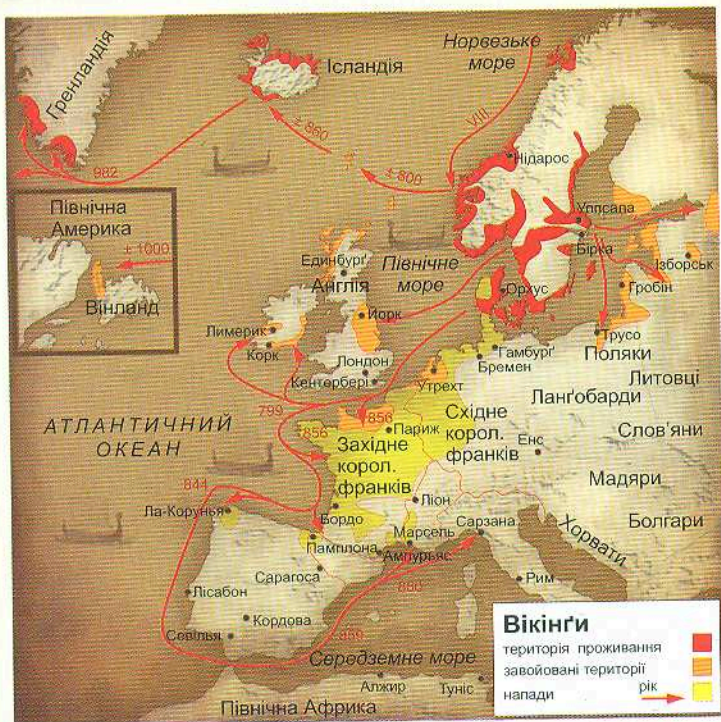 Гренландія
Ісландія
Норвезьке
море
± 860
VIII
982
± 800
Нідарос
Північна
Америка
± 1000
Вінланд
Уппсала
Бірка
Единбурґ
Англія
Північне
море
Ізборськ
Гробін
Орхус
Йорк
Лимерик
Корк
Трусо
Гамбурґ
Бремен
Поляки
Лондон
Кентербері
Утрехт
Литовці
Ланґобарди
799
856
856
Париж
АТЛАНТИЧНИЙ
ОКЕАН
Східне
корол.
франків
Західне
корол.
франків
Енс
Слов'яни
Мадяри
844
Ла-Корунья
Бордо
Ліон
Болгари
Хорвати
Памплона
Марсель
Сарзана
Ампурьяс
Сарагоса
880
Лісабон
Кордова
Рим
Севілья
859
Середземне море
Алжир
Туніс
Північна Африка
Вікінґи
територія проживання
завойовані території
напади
рік